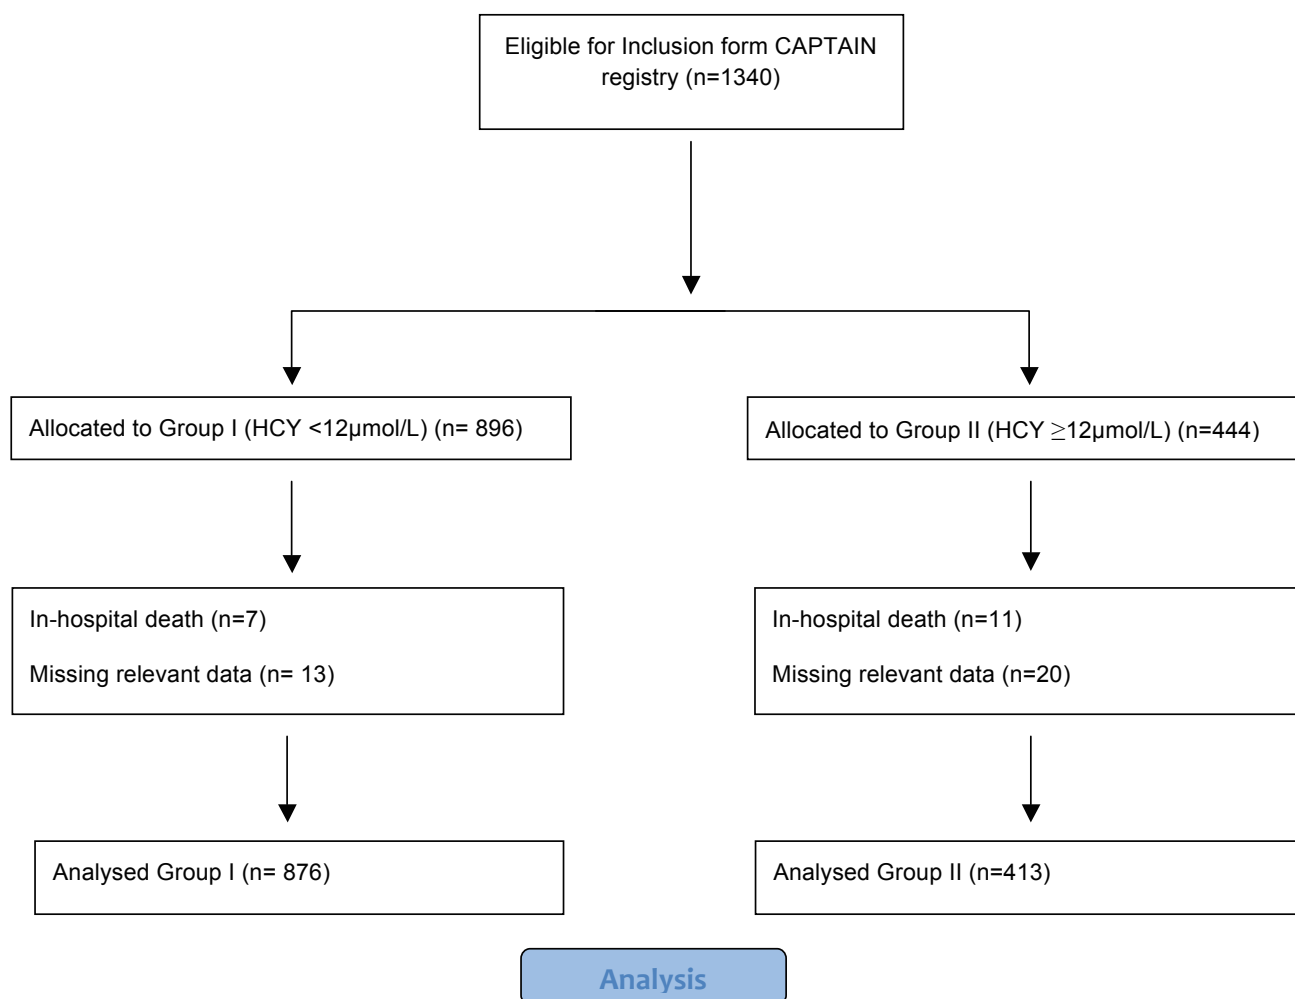 Eligible for Inclusion form CAPTAIN
registry (n=1340)
Allocated to Group I (HCY <12µmol/L) (n= 896)
Allocated to Group II (HCY ≥12µmol/L) (n=444)
In-hospital death (n=7)
Missing relevant data (n= 13)
In-hospital death (n=11)
Missing relevant data (n=20)
Analysed Group I (n= 876)
Analysed Group II (n=413)
Analysis